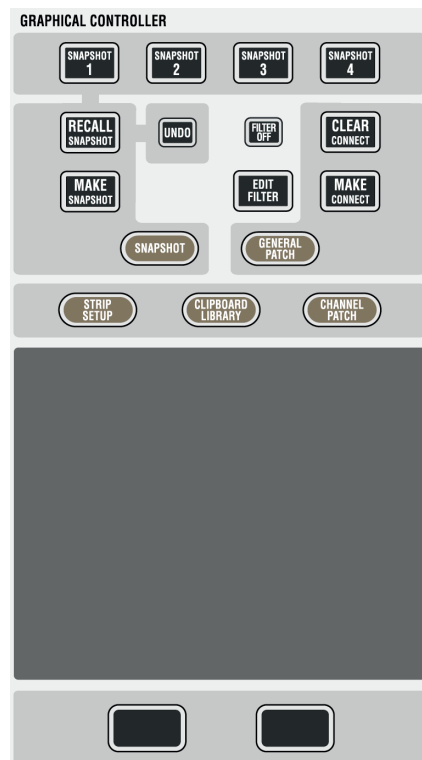 GRAPHICAL CONTROLLER
SNAPSHOT
1
SNAPSHOT
2
SNAPSHOT
3
SNAPSHOT
4
RECALL
SNAPSHOT
UNDO
FILTER
OFF
CLEAR
CONNECT
MAKE
SNAPSHOT
EDIT
FILTER
MAKE
CONNECT
SNAPSHOT
GENERAL
PATCH
STRIP
SETUP
CLIPBOARD
LIBRARY
CHANNEL
PATCH